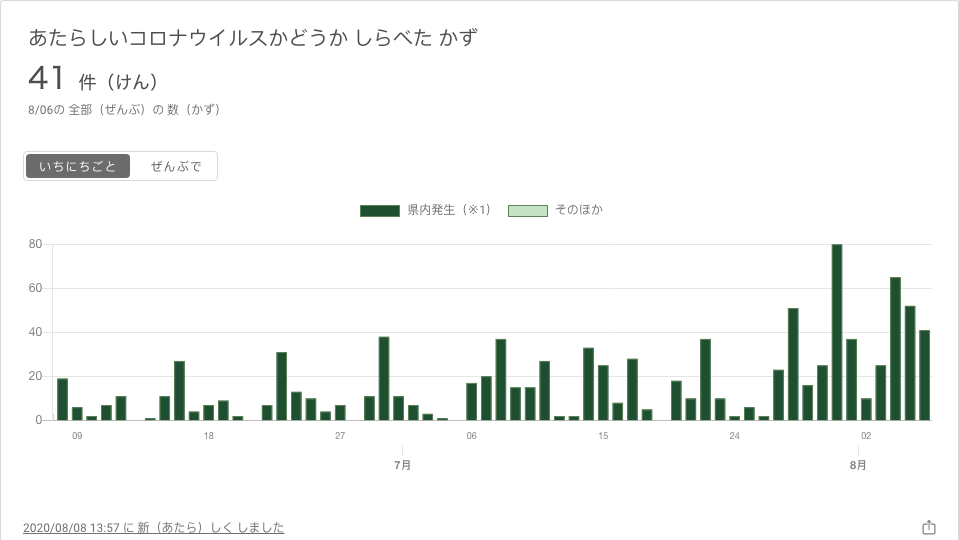 あたらしいコロナウイルスかどうか しらべた かず
41 件（けん）
8/06の 全部（ぜんぶ）の 数（かず）
いちにちごと ぜんぶで
県内発生（※1） そのほか
80
60
40
20
0
09 18 27 06 15 24 02
7月 8月
2020/08/08 13:57 に 新（あたら）しく しました